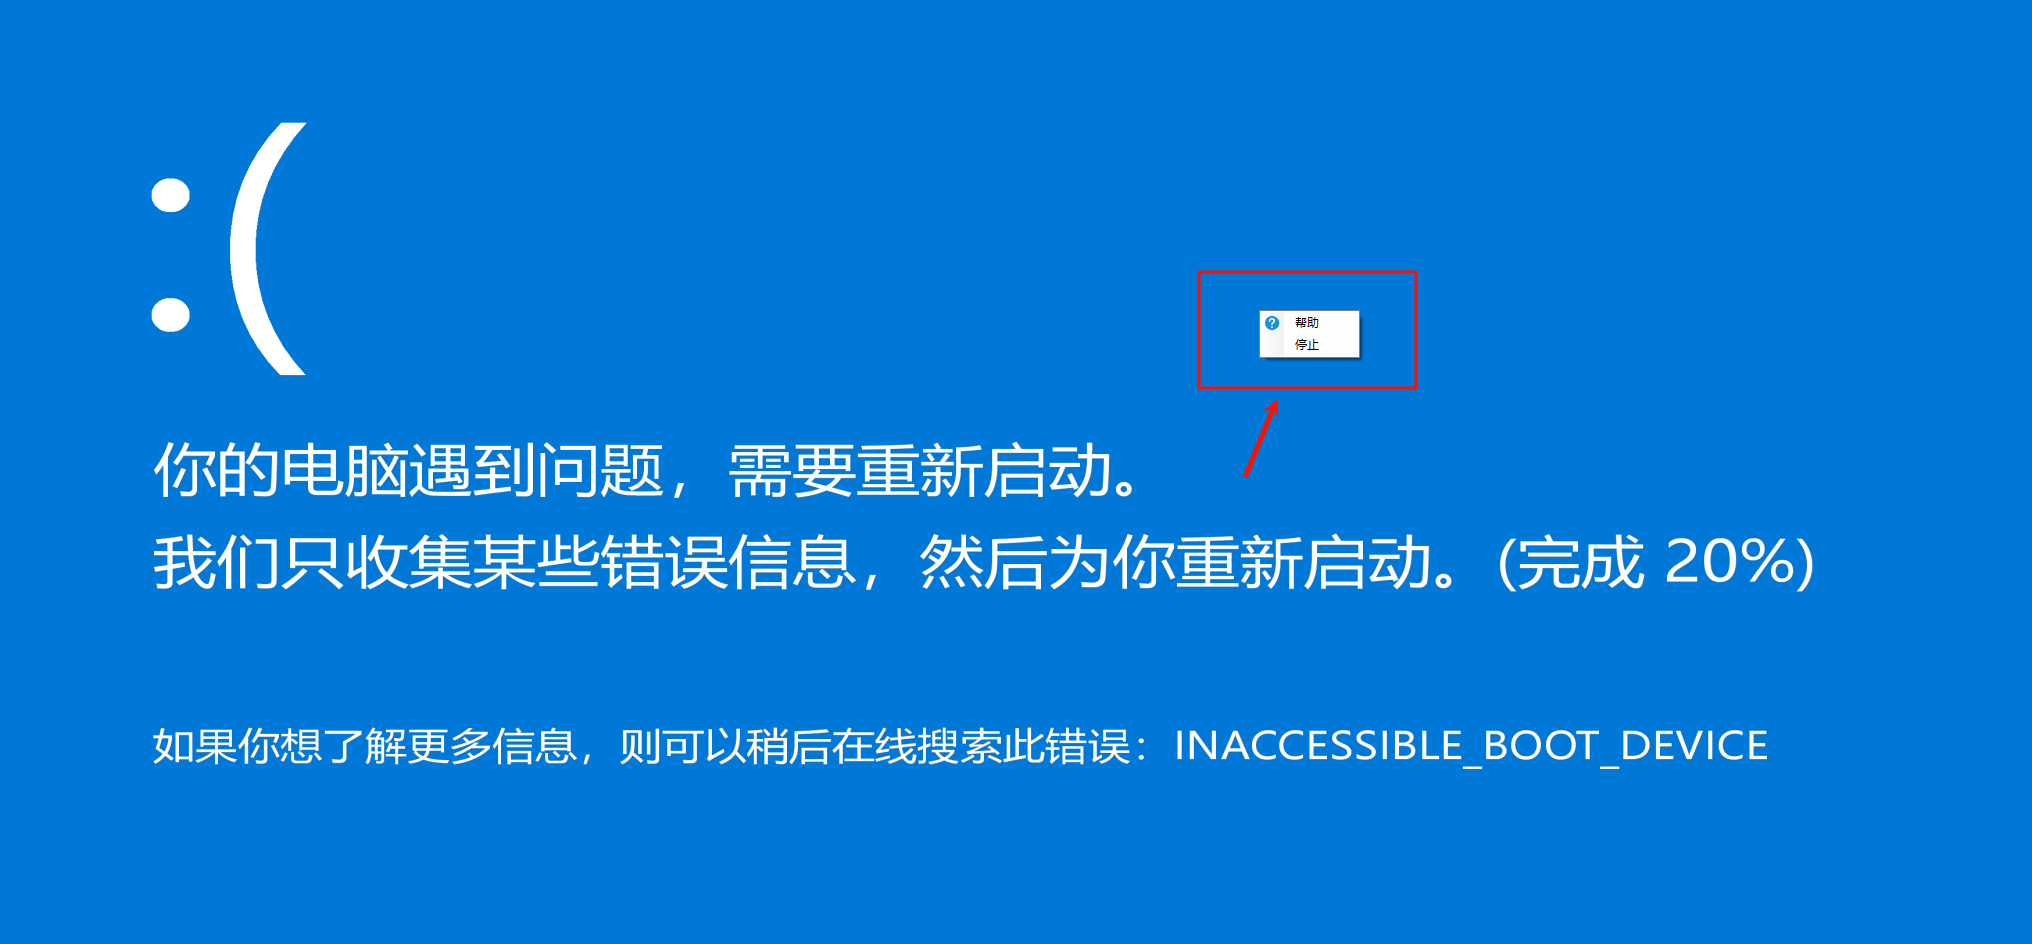 :(
帮助
停止
你的电脑遇到问题，需要重新启动。
我们只收集某些错误信息，然后为你重新启动。(完成 20%)
如果你想了解更多信息，则可以稍后在线搜索此错误：INACCESSIBLE_BOOT_DEVICE